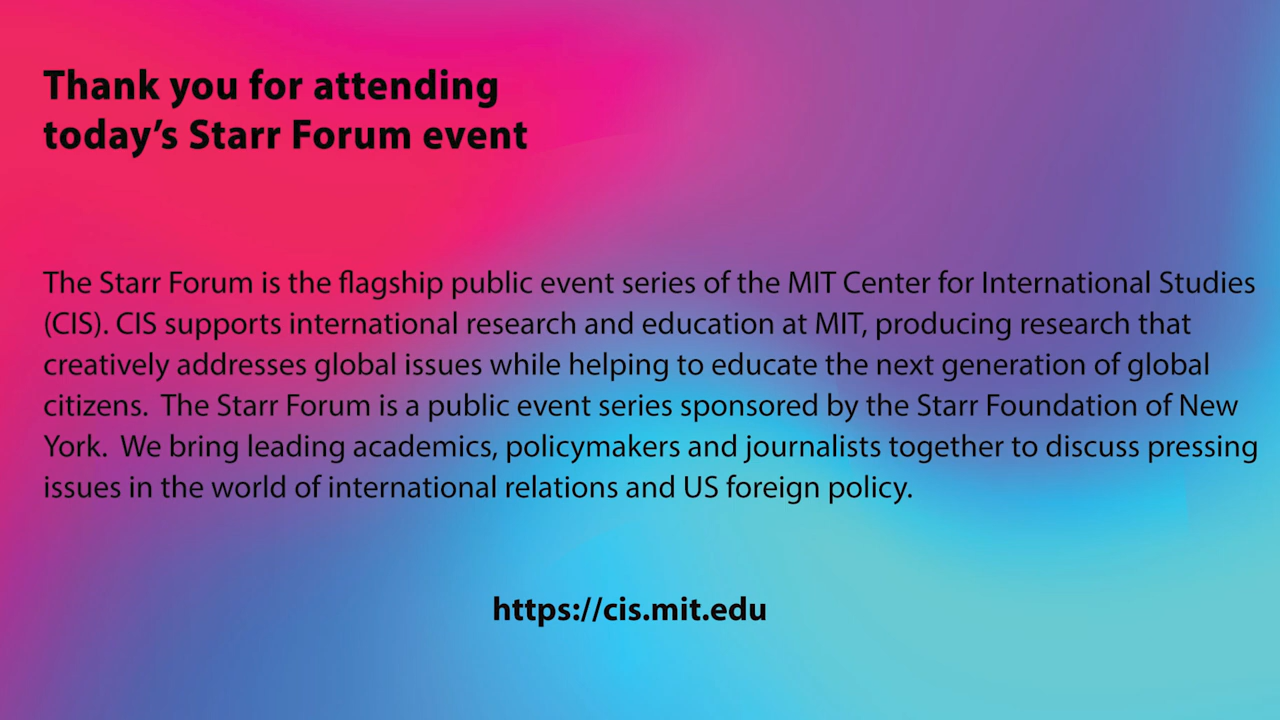 Thank you for attending
today’s Starr Forum event
The Starr Forum is the flagship public event series of the MIT Center for International Studies
(CIS). CIS supports international research and education at MIT, producing research that
creatively addresses global issues while helping to educate the next generation of global
citizens.  The Starr Forum is a public event series sponsored by the Starr Foundation of New
York.  We bring leading academics, policymakers and journalists together to discuss pressing
issues in the world of international relations and US foreign policy.
https://cis.mit.edu